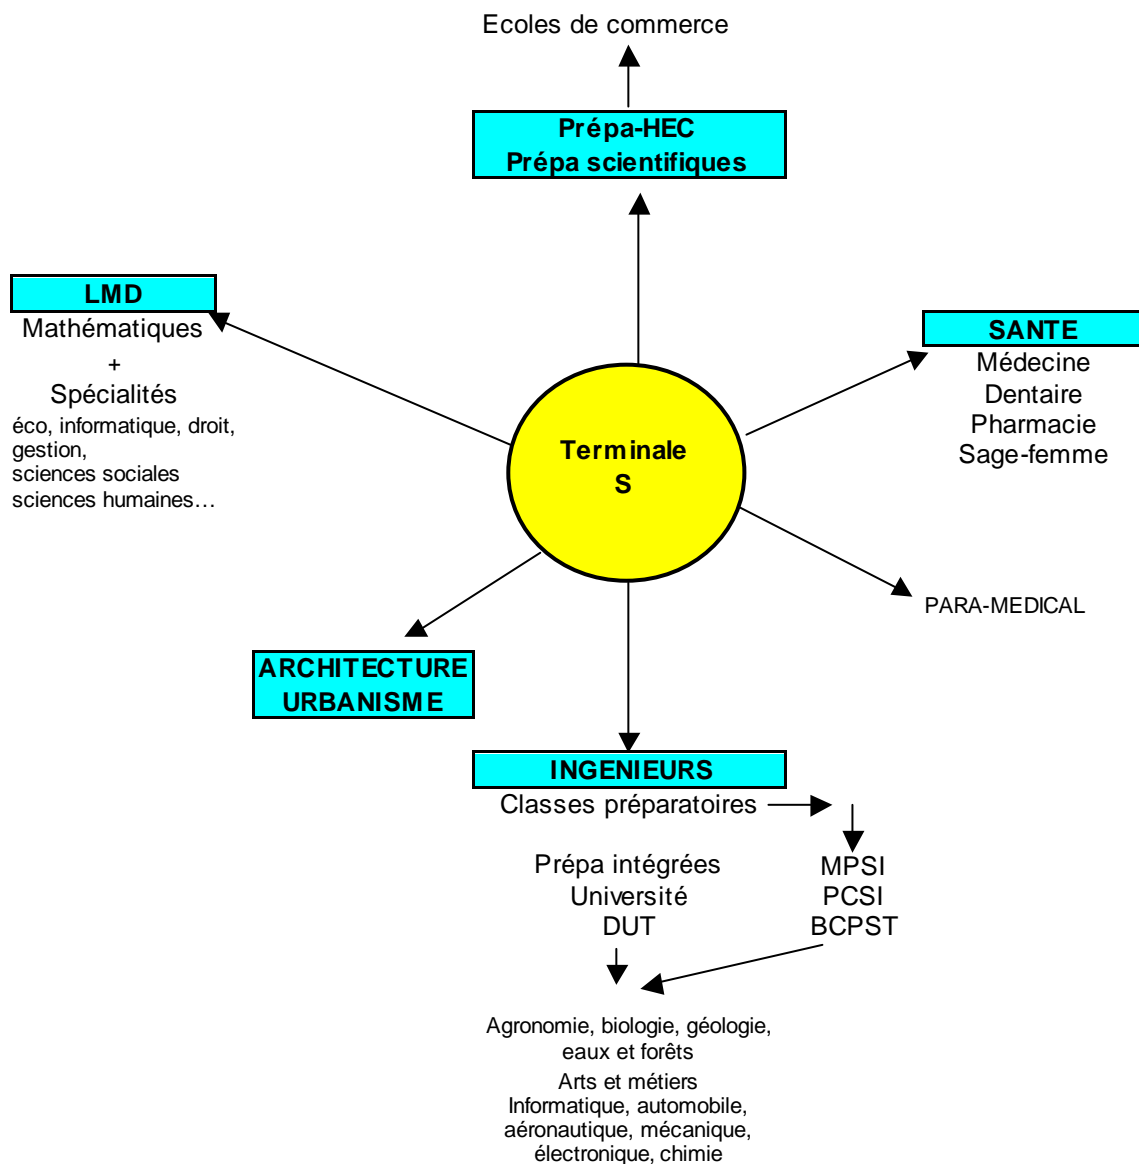 Ecoles de commerce
Prépa-HEC
Prépa scientifiques
LMD
Mathématiques
+
Spécialités
éco, informatique, droit,
gestion,
sciences sociales
sciences humaines…
SANTE
Médecine
Dentaire
Pharmacie
Sage-femme
Terminale
S
PARA-MEDICAL
ARCHITECTURE
URBANISME
INGENIEURS
Classes préparatoires
Prépa intégrées
Université
DUT
MPSI
PCSI
BCPST
Agronomie, biologie, géologie,
eaux et forêts
Arts et métiers
Informatique, automobile,
aéronautique, mécanique,
électronique, chimie